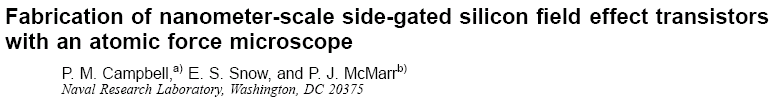 Fabrication of nanometer-scale side-gated silicon field effect transistors
with an atomic force microscope
P. M. Campbell,a) E. S. Snow, and P. J. McMarrb)
Naval Research Laboratory, Washington, DC 20375